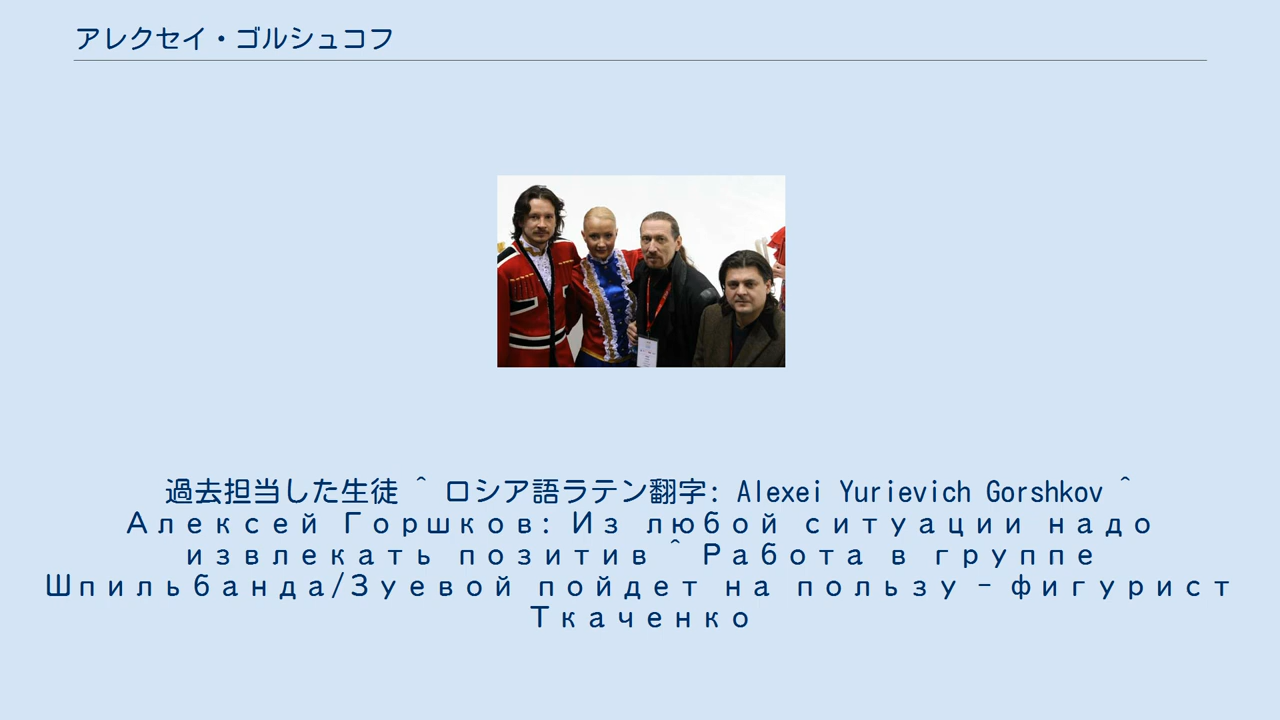 アレクセイ・ゴルシュコフ
過去担当した生徒 ^ ロシア語ラテン翻字: Alexei Yurievich Gorshkov ^
Алексей Горшков: Из любой ситуации надо
извлекать позитив ^ Работа в группе
Шпильбанда/Зуевой пойдет на пользу - фигурист
Ткаченко